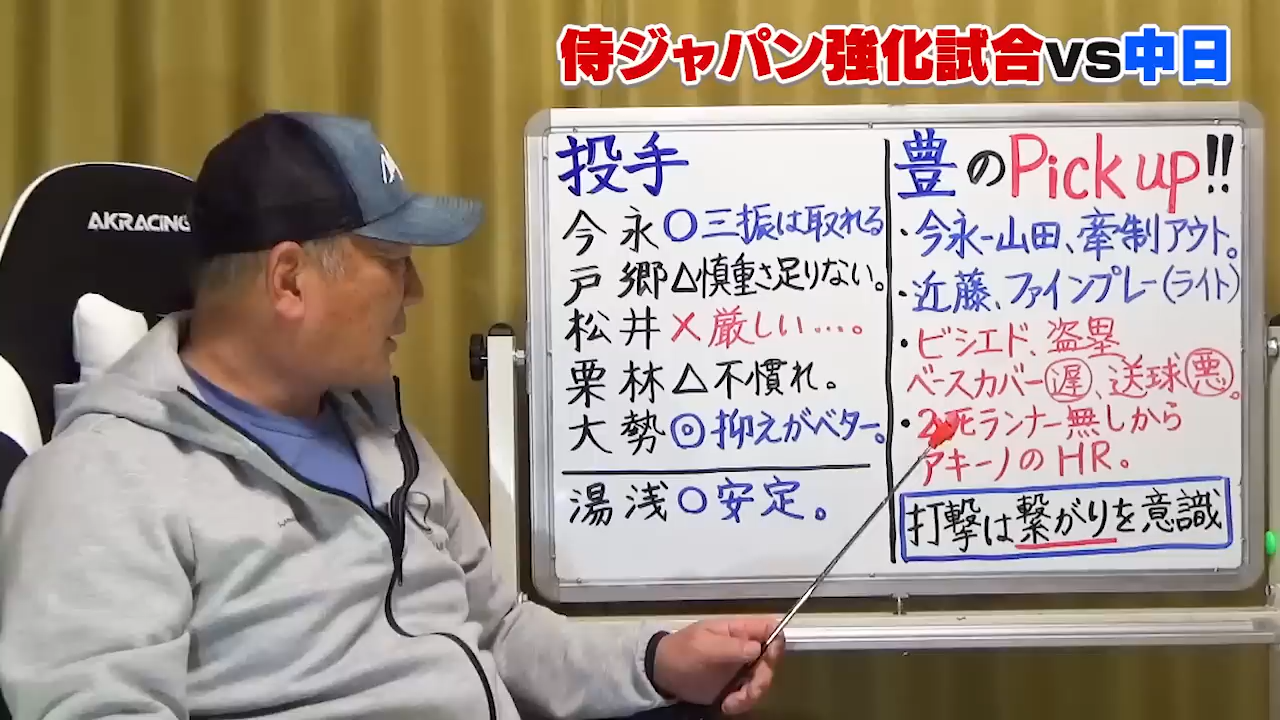 侍ジャパン強化試合vs中日
AKRACING
投手
今永〇三振は取れる
戸郷△慎重さ足りない。
松井×厳しい….。
栗林△不慣れ。
大勢◎抑えがベター。
湯浅〇安定。
豊のPick up!!
・今永-山田、牽制アウト。
・近藤、ファインプレー(ライト)
・ビシエド、盗塁
ベースカバー遅、送球悪。
・2死ランナー無しから
アキーノのHR。
打撃は繋がりを意識